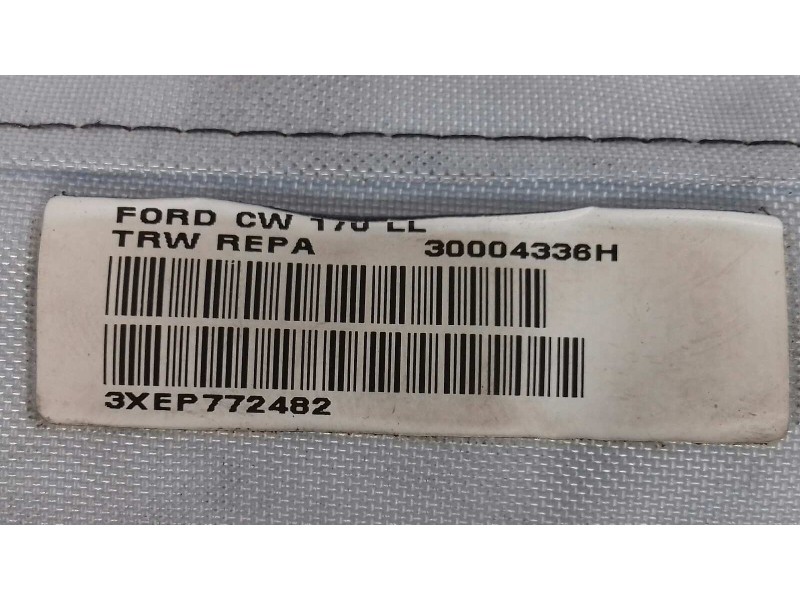 FORD CW 170 LL
TRW REPA 30004336H
3XEP772482